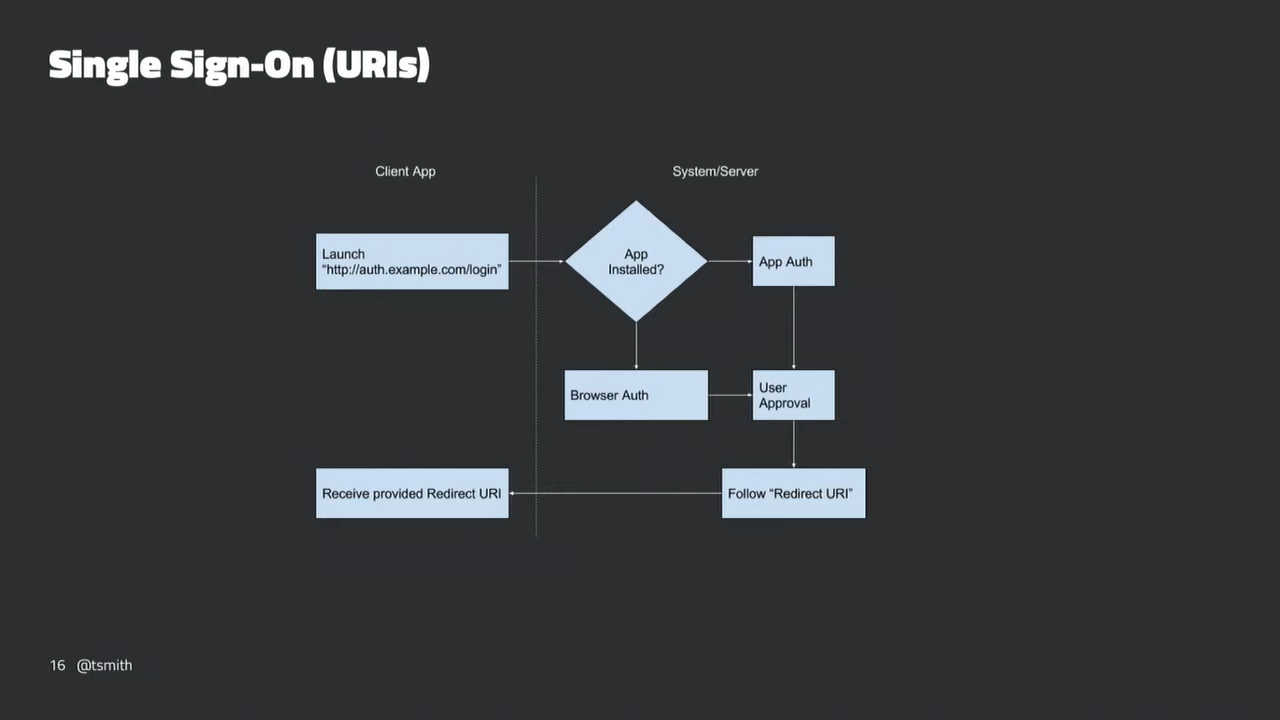 Single Sign-On (URIs)
Client App
System/Server
Launch
“http://auth.example.com/login”
App
Installed?
App Auth
Browser Auth
User
Approval
Receive provided Redirect URI
Follow “Redirect URI”
16 @tsmith